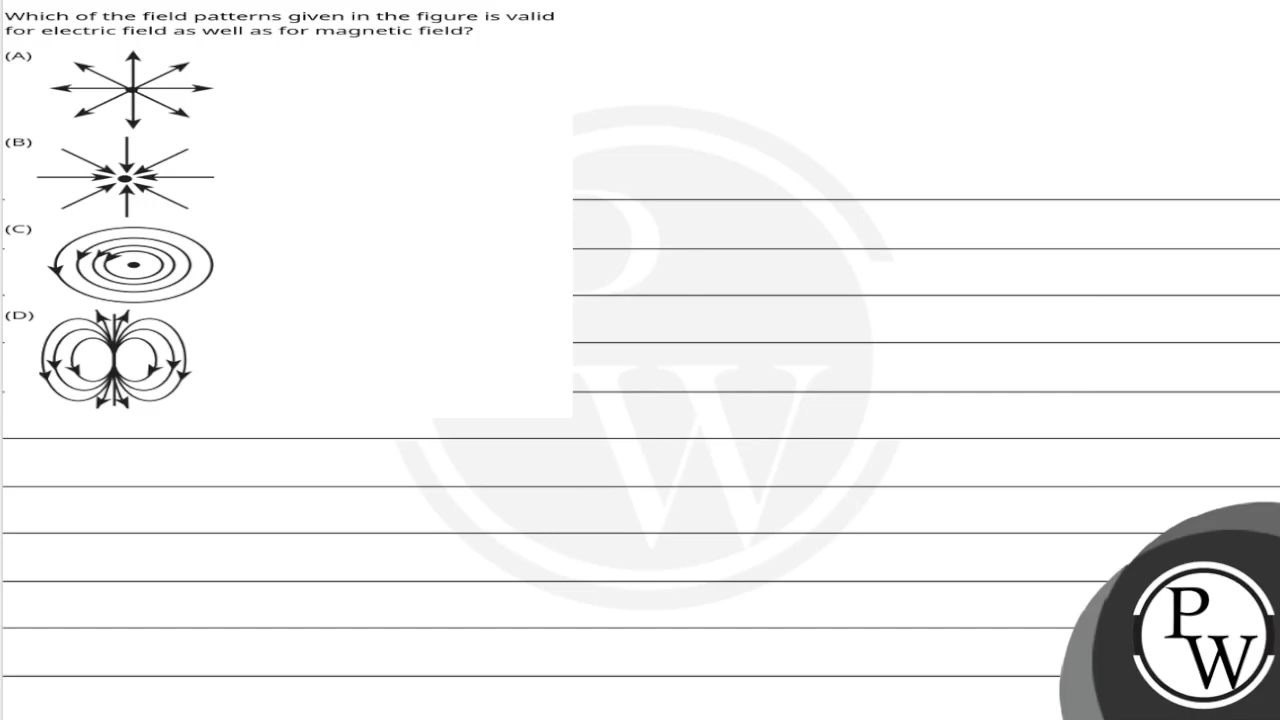 Which of the field patterns given in the figure is valid
for electric field as well as for magnetic field?
(A)
(B)
(C)
(D)
P
W
P
W